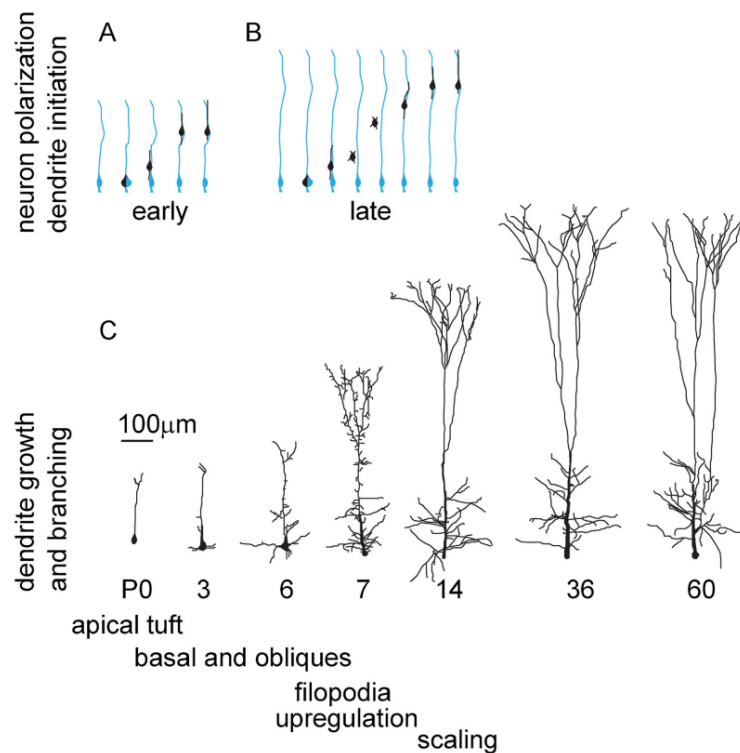 A
B
neuron polarization
dendrite initiation
early
late
C
100μm
dendrite growth
and branching
P0 3 6 7 14 36 60
apical tuft
basal and obliques
filopodia
upregulation
scaling